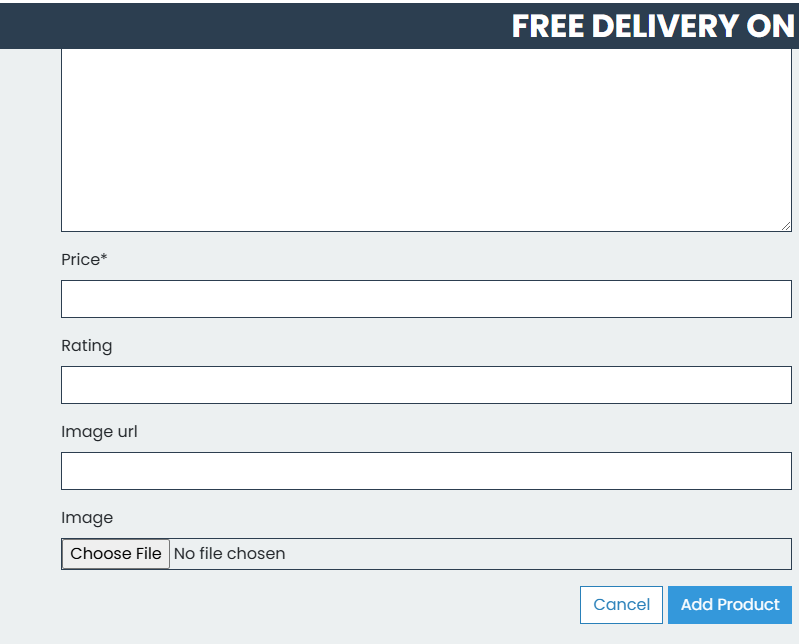 FREE DELIVERY ON
Price*
Rating
Image url
Image
Choose File No file chosen
Cancel Add Product